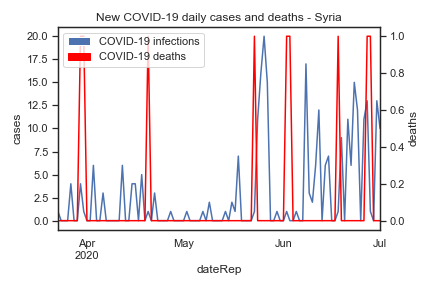 New COVID-19 daily cases and deaths - Syria
COVID-19 infections
COVID-19 deaths
20.0
17.5
15.0
12.5
10.0
7.5
5.0
2.5
0.0
cases
1.0
0.8
0.6
0.4
0.2
0.0
deaths
Apr
2020
May
Jun
Jul
dateRep